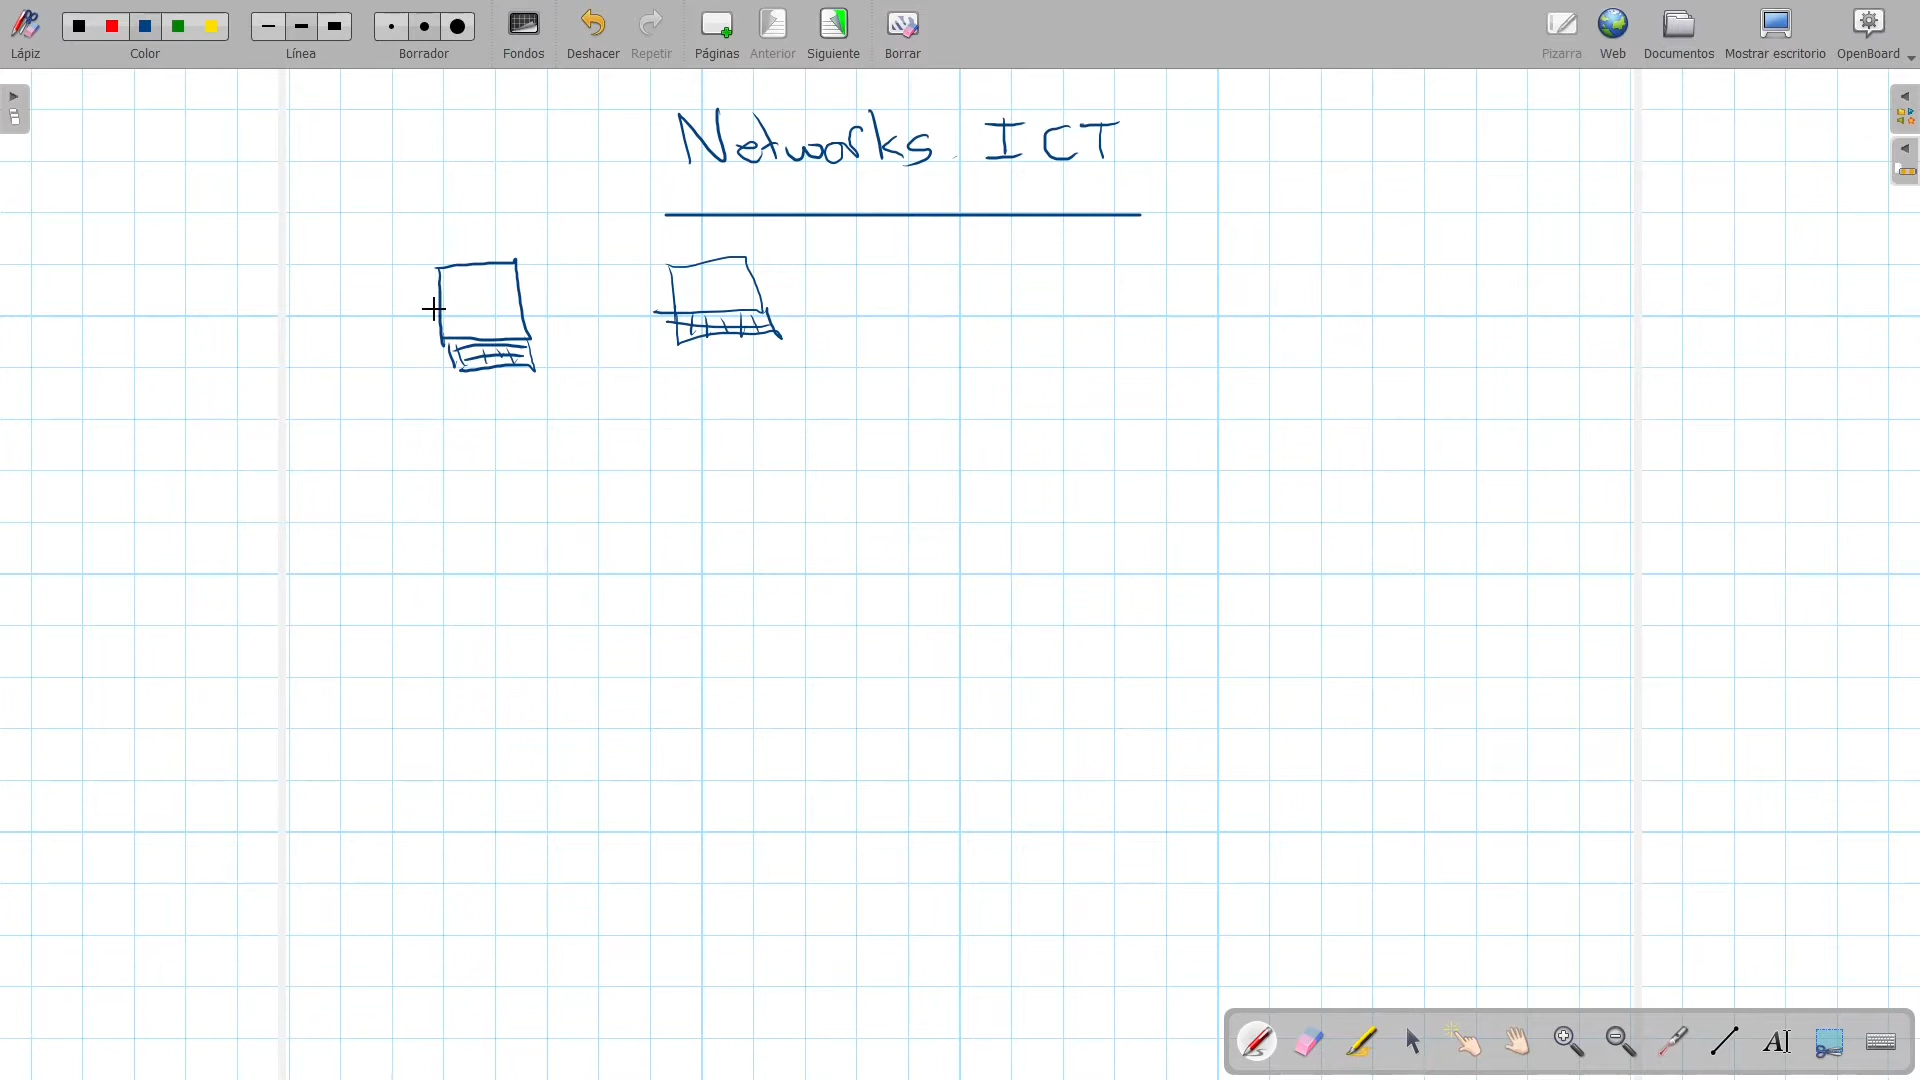 Lápiz Color Línea Borrador Fondos Deshacer Repetir Páginas Anterior Siguiente Borrar Pizarra Web Documentos Mostrar escritorio OpenBoard
Networks ICT